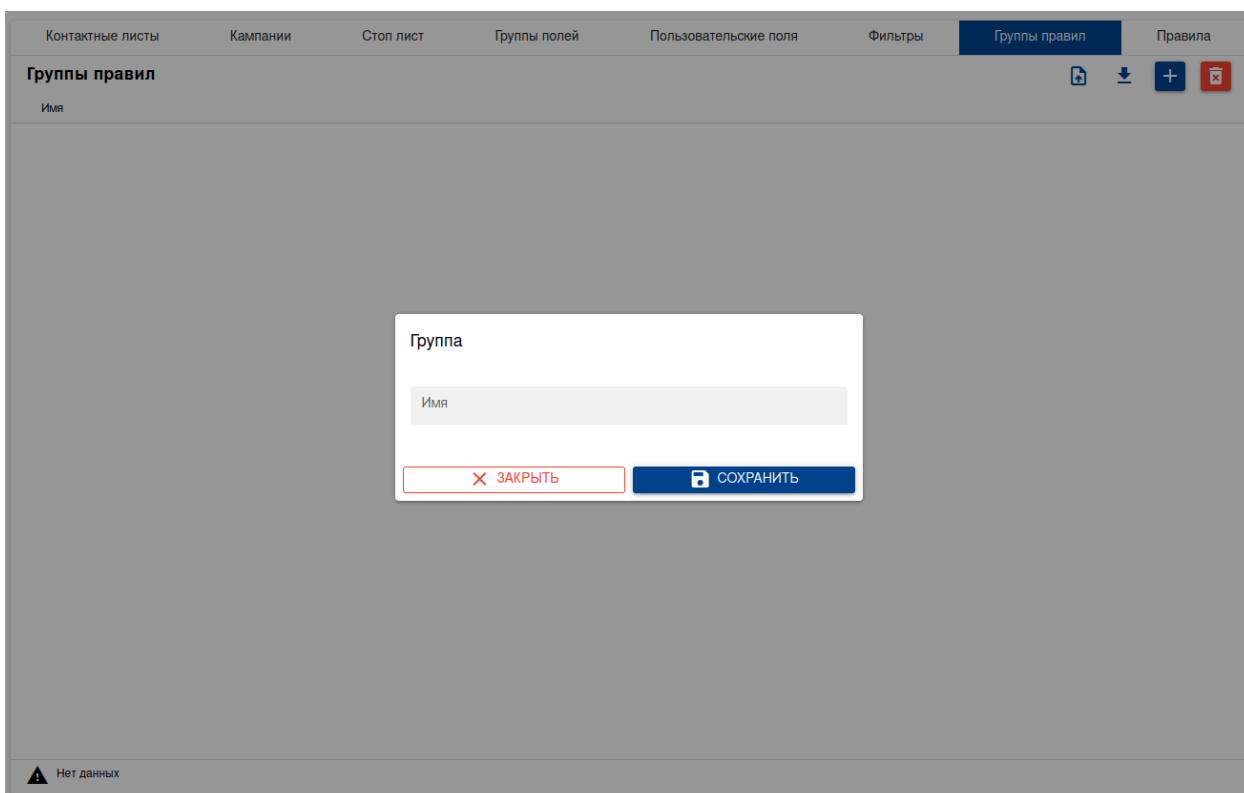 Контактные листы Кампании Стоп лист Группы полей Пользовательские поля Фильтры Группы правил Правила
Группы правил
Имя
Группа
Имя
ЗАКРЫТЬ СОХРАНИТЬ
Нет данных